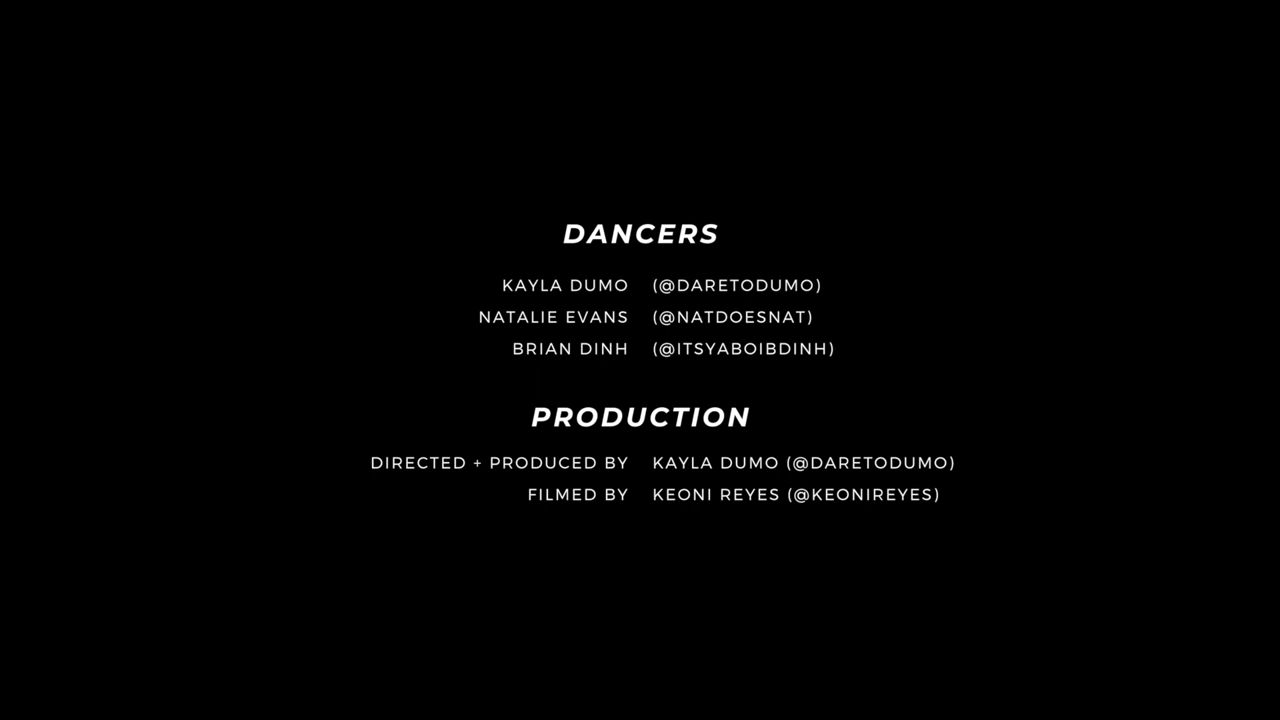 DANCERS
KAYLA DUMO (@DARETODUMO)
NATALIE EVANS (@NATDOESNAT)
BRIAN DINH (@ITSYABOIBDINH)
PRODUCTION
DIRECTED + PRODUCED BY KAYLA DUMO (@DARETODUMO)
FILMED BY KEONI REYES (@KEONIREYES)